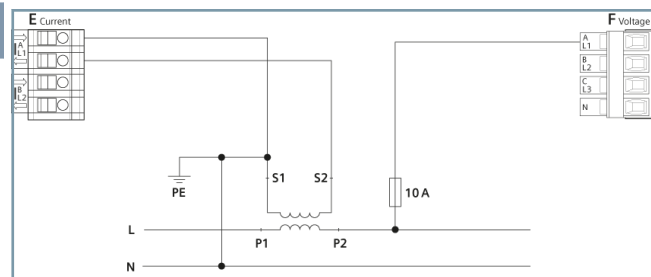 E Current
F Voltage
A
L1
B
L2
A
L1
B
L2
C
L3
N
S1
S2
PE
10 A
L
P1
P2
N